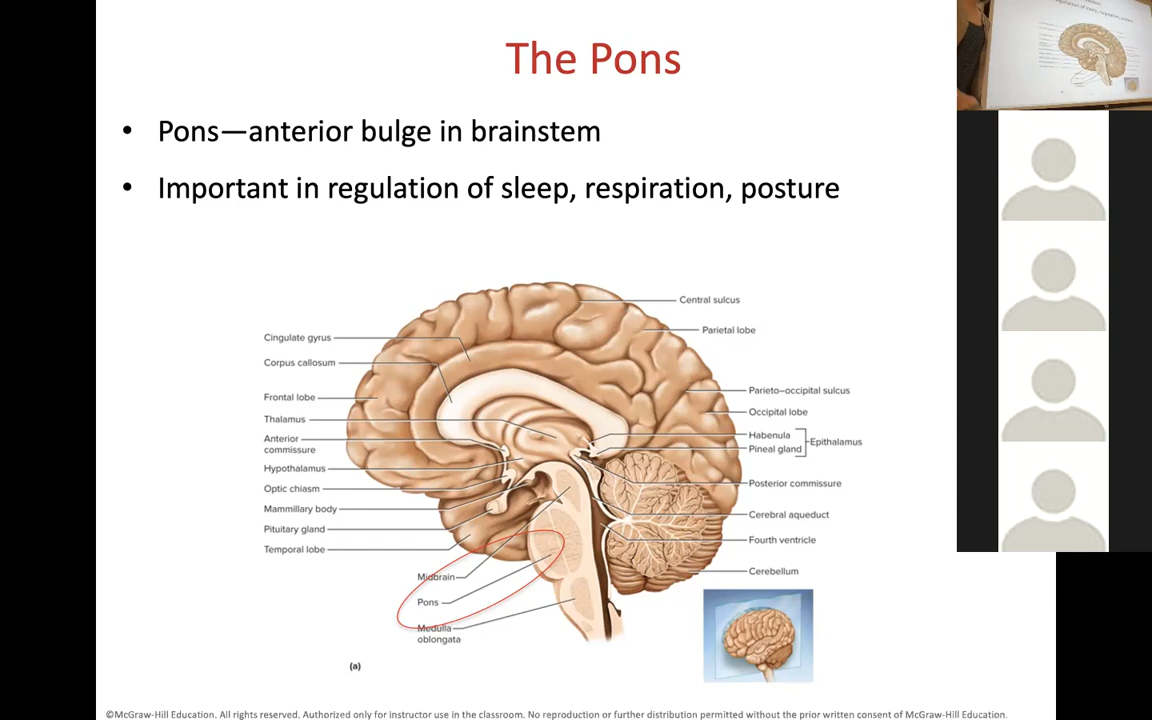 The Pons
• Pons—anterior bulge in brainstem
• Important in regulation of sleep, respiration, posture
Central sulcus
Parietal lobe
Cingulate gyrus
Corpus callosum
Frontal lobe
Thalamus
Anterior
commissure
Hypothalamus
Optic chiasm
Mammillary body
Pituitary gland
Temporal lobe
Midbrain
Pons
Medulla
oblongata
Parieto–occipital sulcus
Occipital lobe
Habenula
Pineal gland
Epithalamus
Posterior commissure
Cerebral aqueduct
Fourth ventricle
Cerebellum
(a)
©McGraw-Hill Education. All rights reserved. Authorized only for instructor use in the classroom. No reproduction or further distribution permitted without the prior written consent of McGraw-Hill Education.